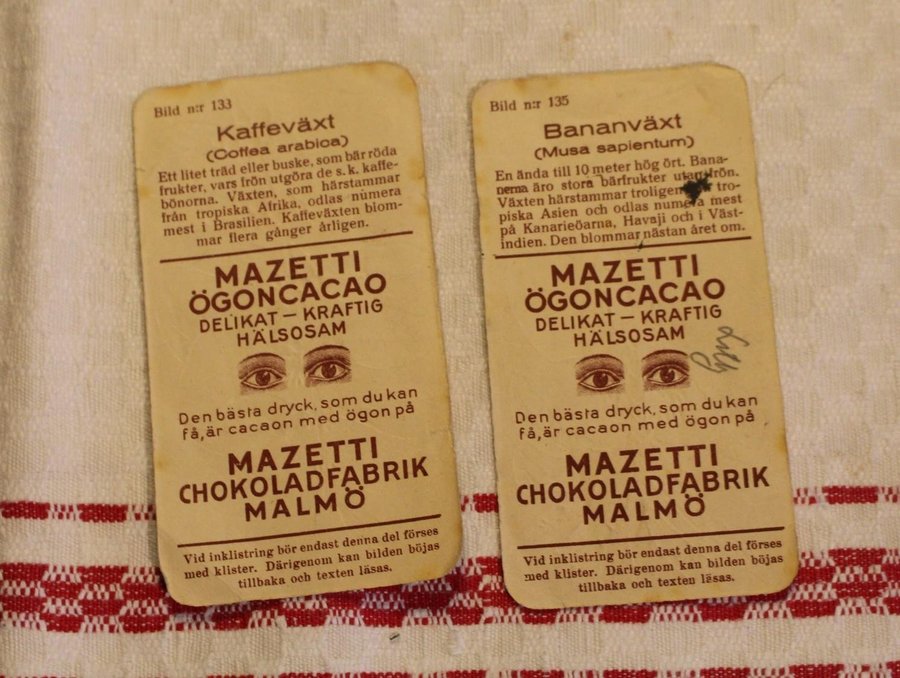 Bild n:r 133
Kaffeväxt
(Coffea arabica)
Ett litet träd eller buske, som bär röda
frukter, vars frön utgöra de s. k. kaffe-
bönorna. Växten, som härstammar
från tropiska Afrika, odlas numera
mest i Brasilien. Kaffeväxten blom-
mar flera gånger årligen.
MAZETTI
ÖGONCACAO
DELIKAT — KRAFTIG
HÄLSOSAM
Den bästa dryck, som du kan
få, är cacaon med ögon på
MAZETTI
CHOKOLADFABRIK
MALMÖ
Vid inklistring bör endast denna del förses
med klister. Därigenom kan bilden böjas
tillbaka och texten läsas.
Bild n:r 135
Bananväxt
(Musa sapientum)
En ända till 10 meter hög ört. Bana-
nerna äro stora bärfrukter utan frön.
Växten härstammar troligen tro-
piska Asien och odlas numera mest
på Kanarieöarna, Havaji och i Väst-
indien. Den blommar nästan året om.
MAZETTI
ÖGONCACAO
DELIKAT — KRAFTIG
HÄLSOSAM
Den bästa dryck, som du kan
få, är cacaon med ögon på
MAZETTI
CHOKOLADFABRIK
MALMÖ
Vid inklistring bör endast denna del förses
med klister. Därigenom kan bilden böjas
tillbaka och texten läsas.